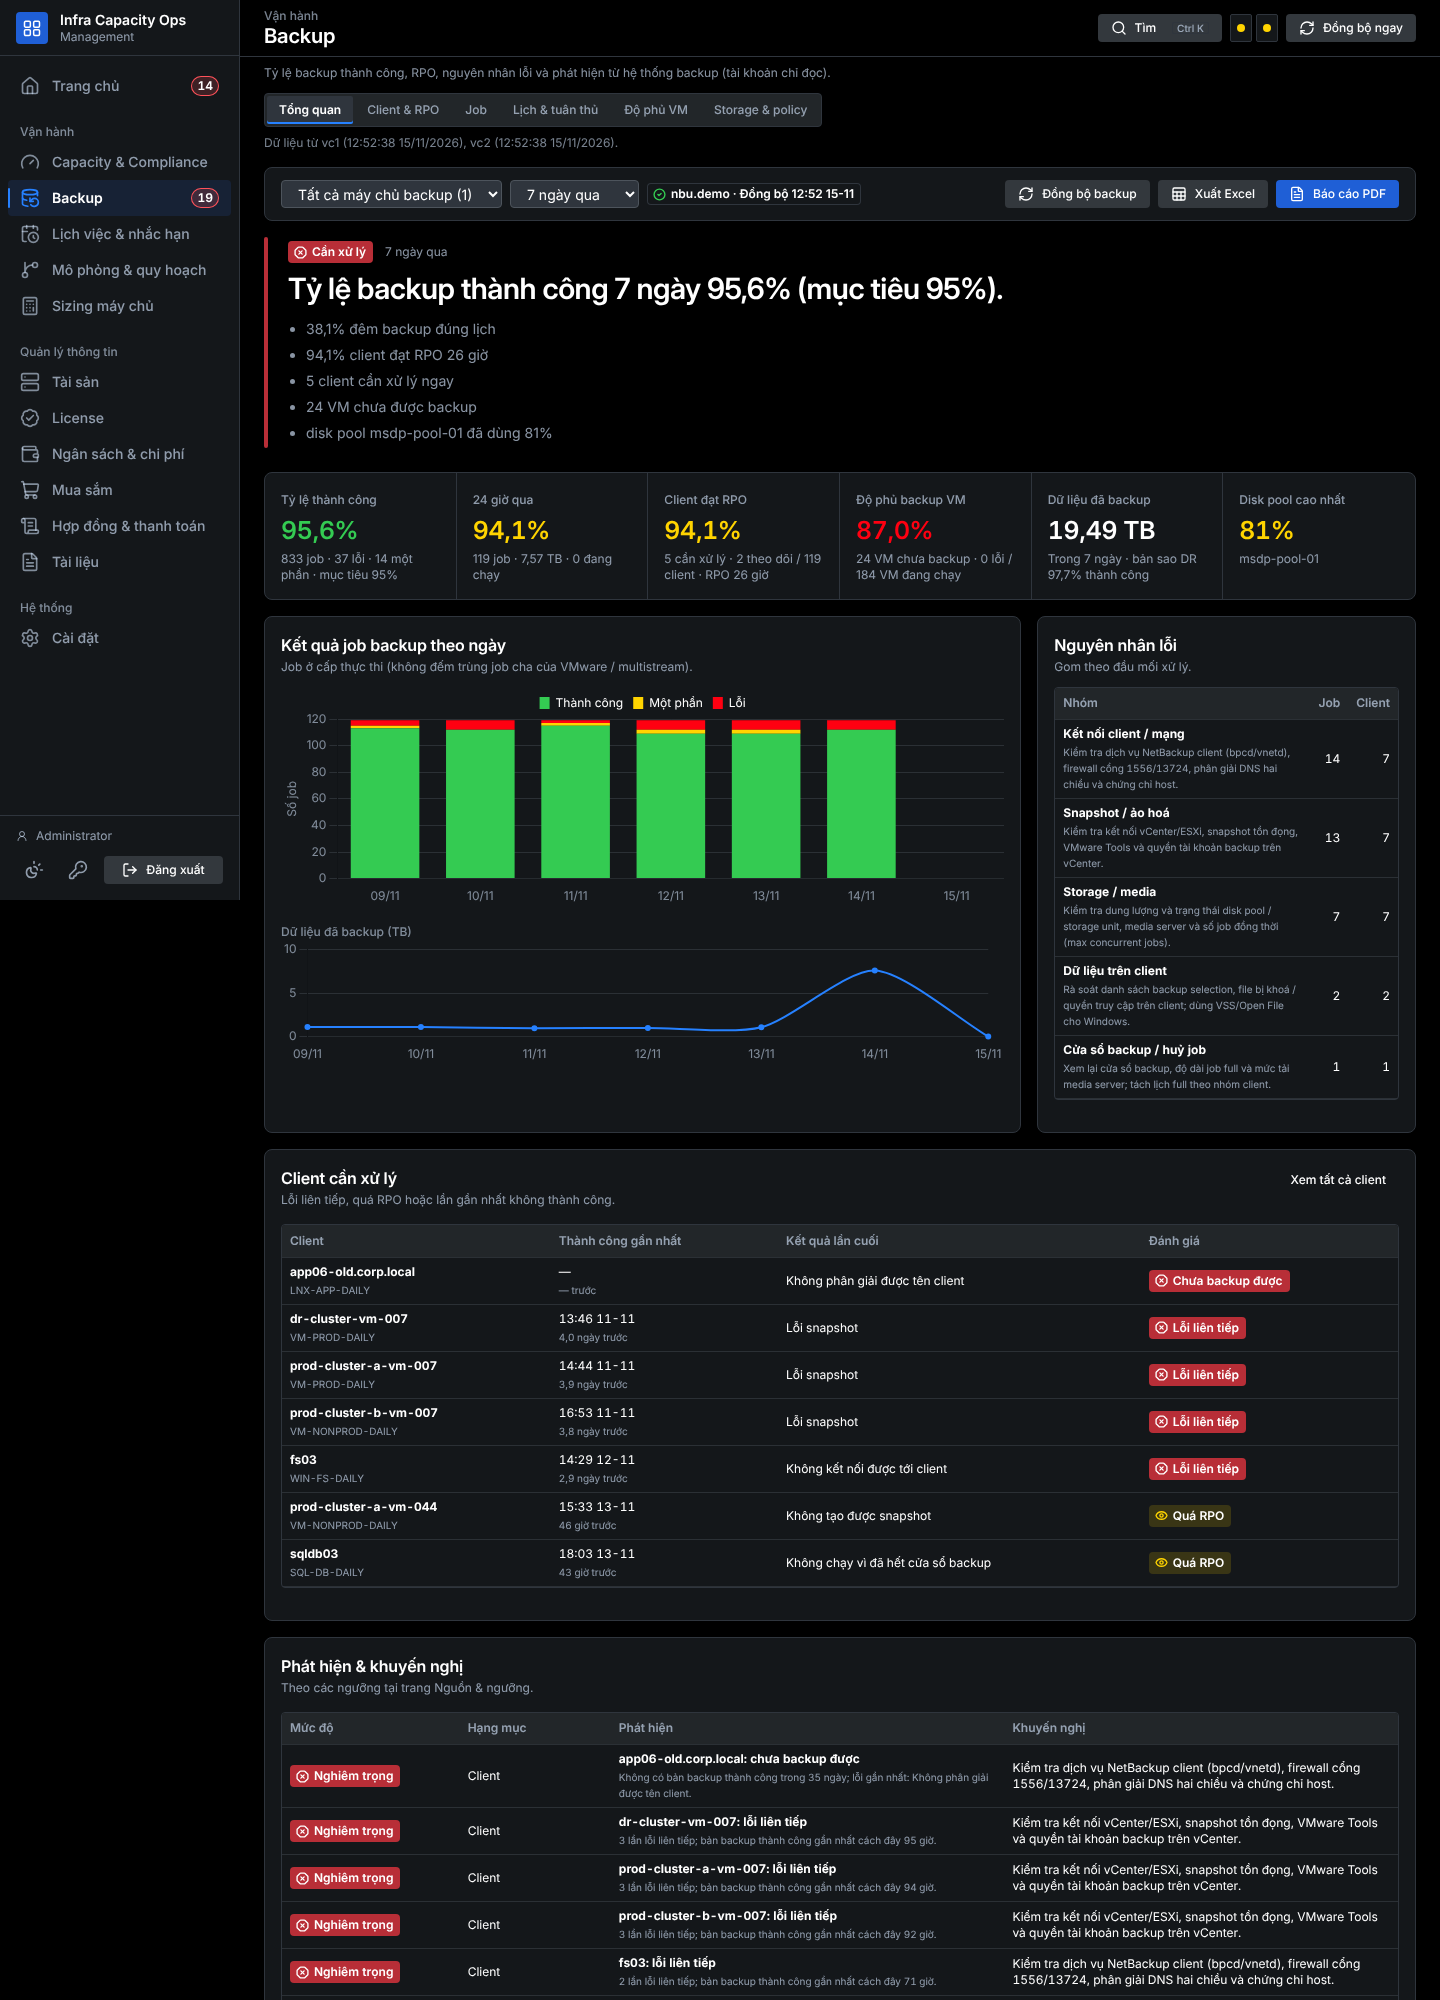 Infra Capacity Ops
Management
Trang chủ 14
Vận hành
Capacity & Compliance
Backup 19
Lịch việc & nhắc hạn
Mô phỏng & quy hoạch
Sizing máy chủ
Quản lý thông tin
Tài sản
License
Ngân sách & chi phí
Mua sắm
Hợp đồng & thanh toán
Tài liệu
Hệ thống
Cài đặt
Administrator
Đăng xuất
Vận hành
Backup
Tìm Ctrl K
Đồng bộ ngay
Tỷ lệ backup thành công, RPO, nguyên nhân lỗi và phát hiện từ hệ thống backup (tài khoản chỉ đọc).
Tổng quan Client & RPO Job Lịch & tuân thủ Độ phủ VM Storage & policy
Dữ liệu từ vc1 (12:52:38 15/11/2026), vc2 (12:52:38 15/11/2026).
Tất cả máy chủ backup (1) 7 ngày qua nbu.demo · Đồng bộ 12:52 15-11 Đồng bộ backup Xuất Excel Báo cáo PDF
Cần xử lý 7 ngày qua
Tỷ lệ backup thành công 7 ngày 95,6% (mục tiêu 95%).
• 38,1% đêm backup đúng lịch
• 94,1% client đạt RPO 26 giờ
• 5 client cần xử lý ngay
• 24 VM chưa được backup
• disk pool msdp-pool-01 đã dùng 81%
Tỷ lệ thành công
95,6%
833 job · 37 lỗi · 14 một
phần · mục tiêu 95%
24 giờ qua
94,1%
119 job · 7,57 TB · 0 đang
chạy
Client đạt RPO
94,1%
5 cần xử lý · 2 theo dõi / 119
client · RPO 26 giờ
Độ phủ backup VM
87,0%
24 VM chưa backup · 0 lỗi /
184 VM đang chạy
Dữ liệu đã backup
19,49 TB
Trong 7 ngày · bản sao DR
97,7% thành công
Disk pool cao nhất
81%
msdp-pool-01
Kết quả job backup theo ngày
Job ở cấp thực thi (không đếm trùng job cha của VMware / multistream).
Thành công Một phần Lỗi
Số job
120
100
80
60
40
20
0
09/11 10/11 11/11 12/11 13/11 14/11 15/11
Dữ liệu đã backup (TB)
10
5
0
09/11 10/11 11/11 12/11 13/11 14/11 15/11
Nguyên nhân lỗi
Gom theo đầu mối xử lý.
Nhóm Job Client
Kết nối client / mạng
Kiểm tra dịch vụ NetBackup client (bpcd/vnetd),
firewall cổng 1556/13724, phân giải DNS hai
chiều và chứng chỉ host.
14 7
Snapshot / ảo hoá
Kiểm tra kết nối vCenter/ESXi, snapshot tồn đọng,
VMware Tools và quyền tài khoản backup trên
vCenter.
13 7
Storage / media
Kiểm tra dung lượng và trạng thái disk pool /
storage unit, media server và số job đồng thời
(max concurrent jobs).
7 7
Dữ liệu trên client
Rà soát danh sách backup selection, file bị khoá /
quyền truy cập trên client; dùng VSS/Open File
cho Windows.
2 2
Cửa sổ backup / huỷ job
Xem lại cửa sổ backup, độ dài job full và mức tải
media server; tách lịch full theo nhóm client.
1 1
Client cần xử lý
Lỗi liên tiếp, quá RPO hoặc lần gần nhất không thành công.
Xem tất cả client
Client Thành công gần nhất Kết quả lần cuối Đánh giá
app06-old.corp.local — Không phân giải được tên client Chưa backup được
LNX-APP-DAILY — trước
dr-cluster-vm-007 13:46 11-11 Lỗi snapshot Lỗi liên tiếp
VM-PROD-DAILY 4,0 ngày trước
prod-cluster-a-vm-007 14:44 11-11 Lỗi snapshot Lỗi liên tiếp
VM-PROD-DAILY 3,9 ngày trước
prod-cluster-b-vm-007 16:53 11-11 Lỗi snapshot Lỗi liên tiếp
VM-NONPROD-DAILY 3,8 ngày trước
fs03 14:29 12-11 Không kết nối được tới client Lỗi liên tiếp
WIN-FS-DAILY 2,9 ngày trước
prod-cluster-a-vm-044 15:33 13-11 Không tạo được snapshot Quá RPO
VM-NONPROD-DAILY 46 giờ trước
sqldb03 18:03 13-11 Không chạy vì đã hết cửa sổ backup Quá RPO
SQL-DB-DAILY 43 giờ trước
Phát hiện & khuyến nghị
Theo các ngưỡng tại trang Nguồn & ngưỡng.
Mức độ Hạng mục Phát hiện Khuyến nghị
Nghiêm trọng Client
app06-old.corp.local: chưa backup được
Không có bản backup thành công trong 35 ngày; lỗi gần nhất: Không phân giải
được tên client.
Kiểm tra dịch vụ NetBackup client (bpcd/vnetd), firewall cổng
1556/13724, phân giải DNS hai chiều và chứng chỉ host.
Nghiêm trọng Client
dr-cluster-vm-007: lỗi liên tiếp
3 lần lỗi liên tiếp; bản backup thành công gần nhất cách đây 95 giờ.
Kiểm tra kết nối vCenter/ESXi, snapshot tồn đọng, VMware Tools
và quyền tài khoản backup trên vCenter.
Nghiêm trọng Client
prod-cluster-a-vm-007: lỗi liên tiếp
3 lần lỗi liên tiếp; bản backup thành công gần nhất cách đây 94 giờ.
Kiểm tra kết nối vCenter/ESXi, snapshot tồn đọng, VMware Tools
và quyền tài khoản backup trên vCenter.
Nghiêm trọng Client
prod-cluster-b-vm-007: lỗi liên tiếp
3 lần lỗi liên tiếp; bản backup thành công gần nhất cách đây 92 giờ.
Kiểm tra kết nối vCenter/ESXi, snapshot tồn đọng, VMware Tools
và quyền tài khoản backup trên vCenter.
Nghiêm trọng Client
fs03: lỗi liên tiếp
2 lần lỗi liên tiếp; bản backup thành công gần nhất cách đây 71 giờ.
Kiểm tra dịch vụ NetBackup client (bpcd/vnetd), firewall cổng
1556/13724, phân giải DNS hai chiều và chứng chỉ host.